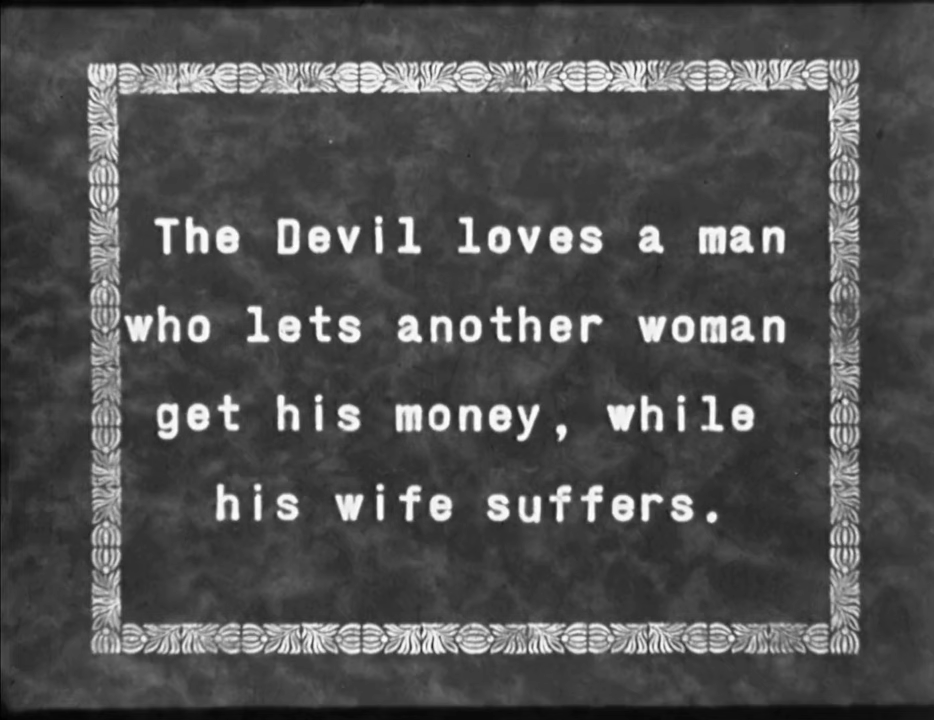 The Devil loves a man
who lets another woman
get his money, while
his wife suffers.